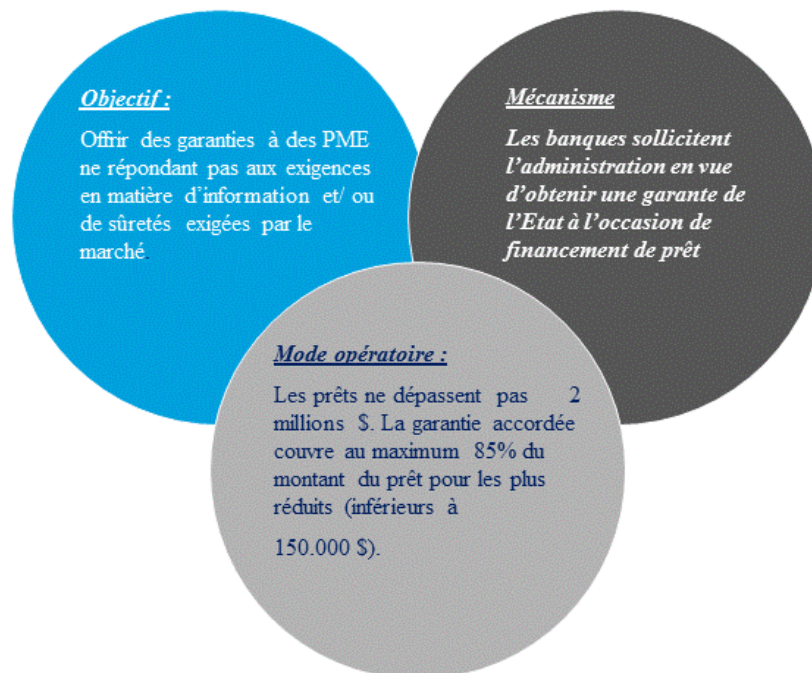 Objectif :
Offrir des garanties à des PME
ne répondant pas aux exigences
en matière d'information et/ ou
de sûretés exigées par le
marché.
Mécanisme
Les banques sollicitent
l'administration en vue
d'obtenir une garante de
l'Etat à l'occasion de
financement de prêt
Mode opératoire :
Les prêts ne dépassent pas 2
millions $. La garantie accordée
couvre au maximum 85% du
montant du prêt pour les plus
réduits (inférieurs à
150.000 $).